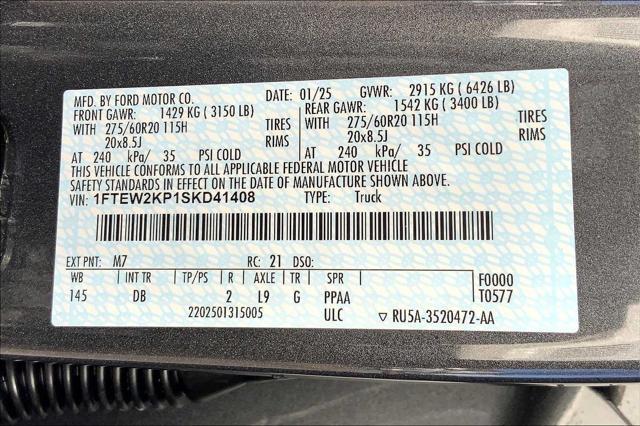 MFD. BY FORD MOTOR CO. 01/25 GVWR: 2915 KG ( 6426 LB)
FRONT GAWR: 1429 KG ( 3150 LB) REAR GAWR: 1542 KG ( 3400 LB)
WITH 275/60R20 115H TIRES WITH 275/60R20 115H TIRES
20x8.5J RIMS 20x8.5J RIMS
AT 240 kPa/ 35 PSI COLD AT 240 kPa/ 35 PSI COLD
THIS VEHICLE CONFORMS TO ALL APPLICABLE FEDERAL MOTOR VEHICLE
SAFETY STANDARDS IN EFFECT ON THE DATE OF MANUFACTURE SHOWN ABOVE.
VIN: 1FTEW2KP1SKD41408 TYPE: Truck
EXT PNT: M7 RC: 21 DSO:
WB INT TR TP/PS R AXLE TR SPR F0000
145 DB 2 L9 G PPAA T0577
2202501315005 ULC ▽ RU5A-3520472-AA